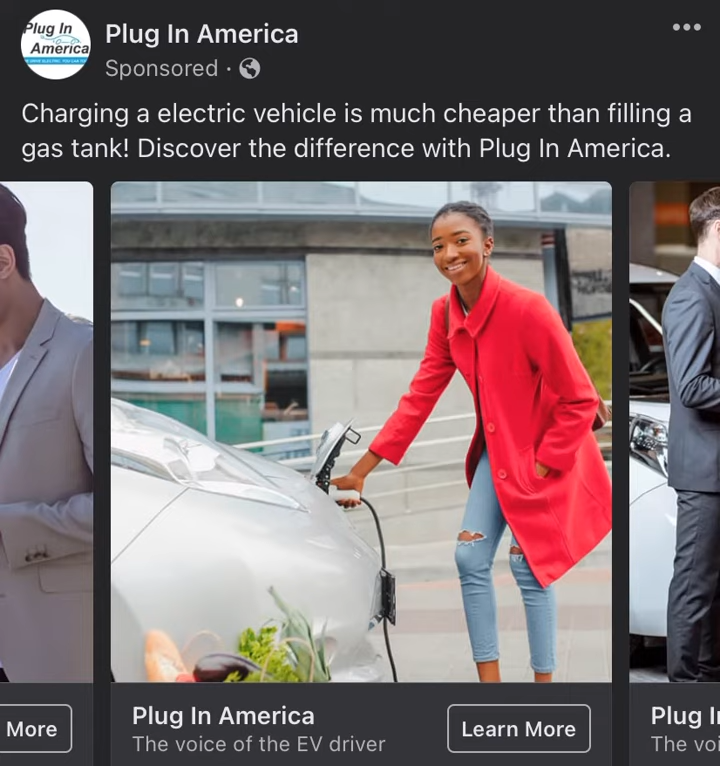 Plug In
America
Plug In America
Sponsored ·
Charging a electric vehicle is much cheaper than filling a
gas tank! Discover the difference with Plug In America.
More
Plug In America
The voice of the EV driver
Learn More
Plug I
The voi